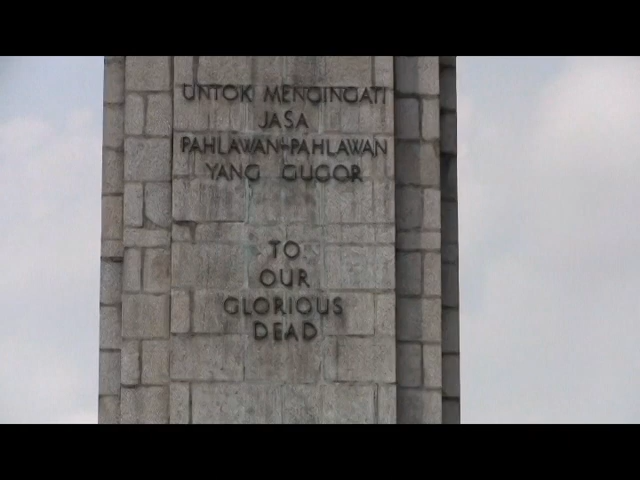 UNTOK MENGINGATI
JASA
PAHLAWAN-PAHLAWAN
YANG GUGOR
TO
OUR
GLORIOUS
DEAD